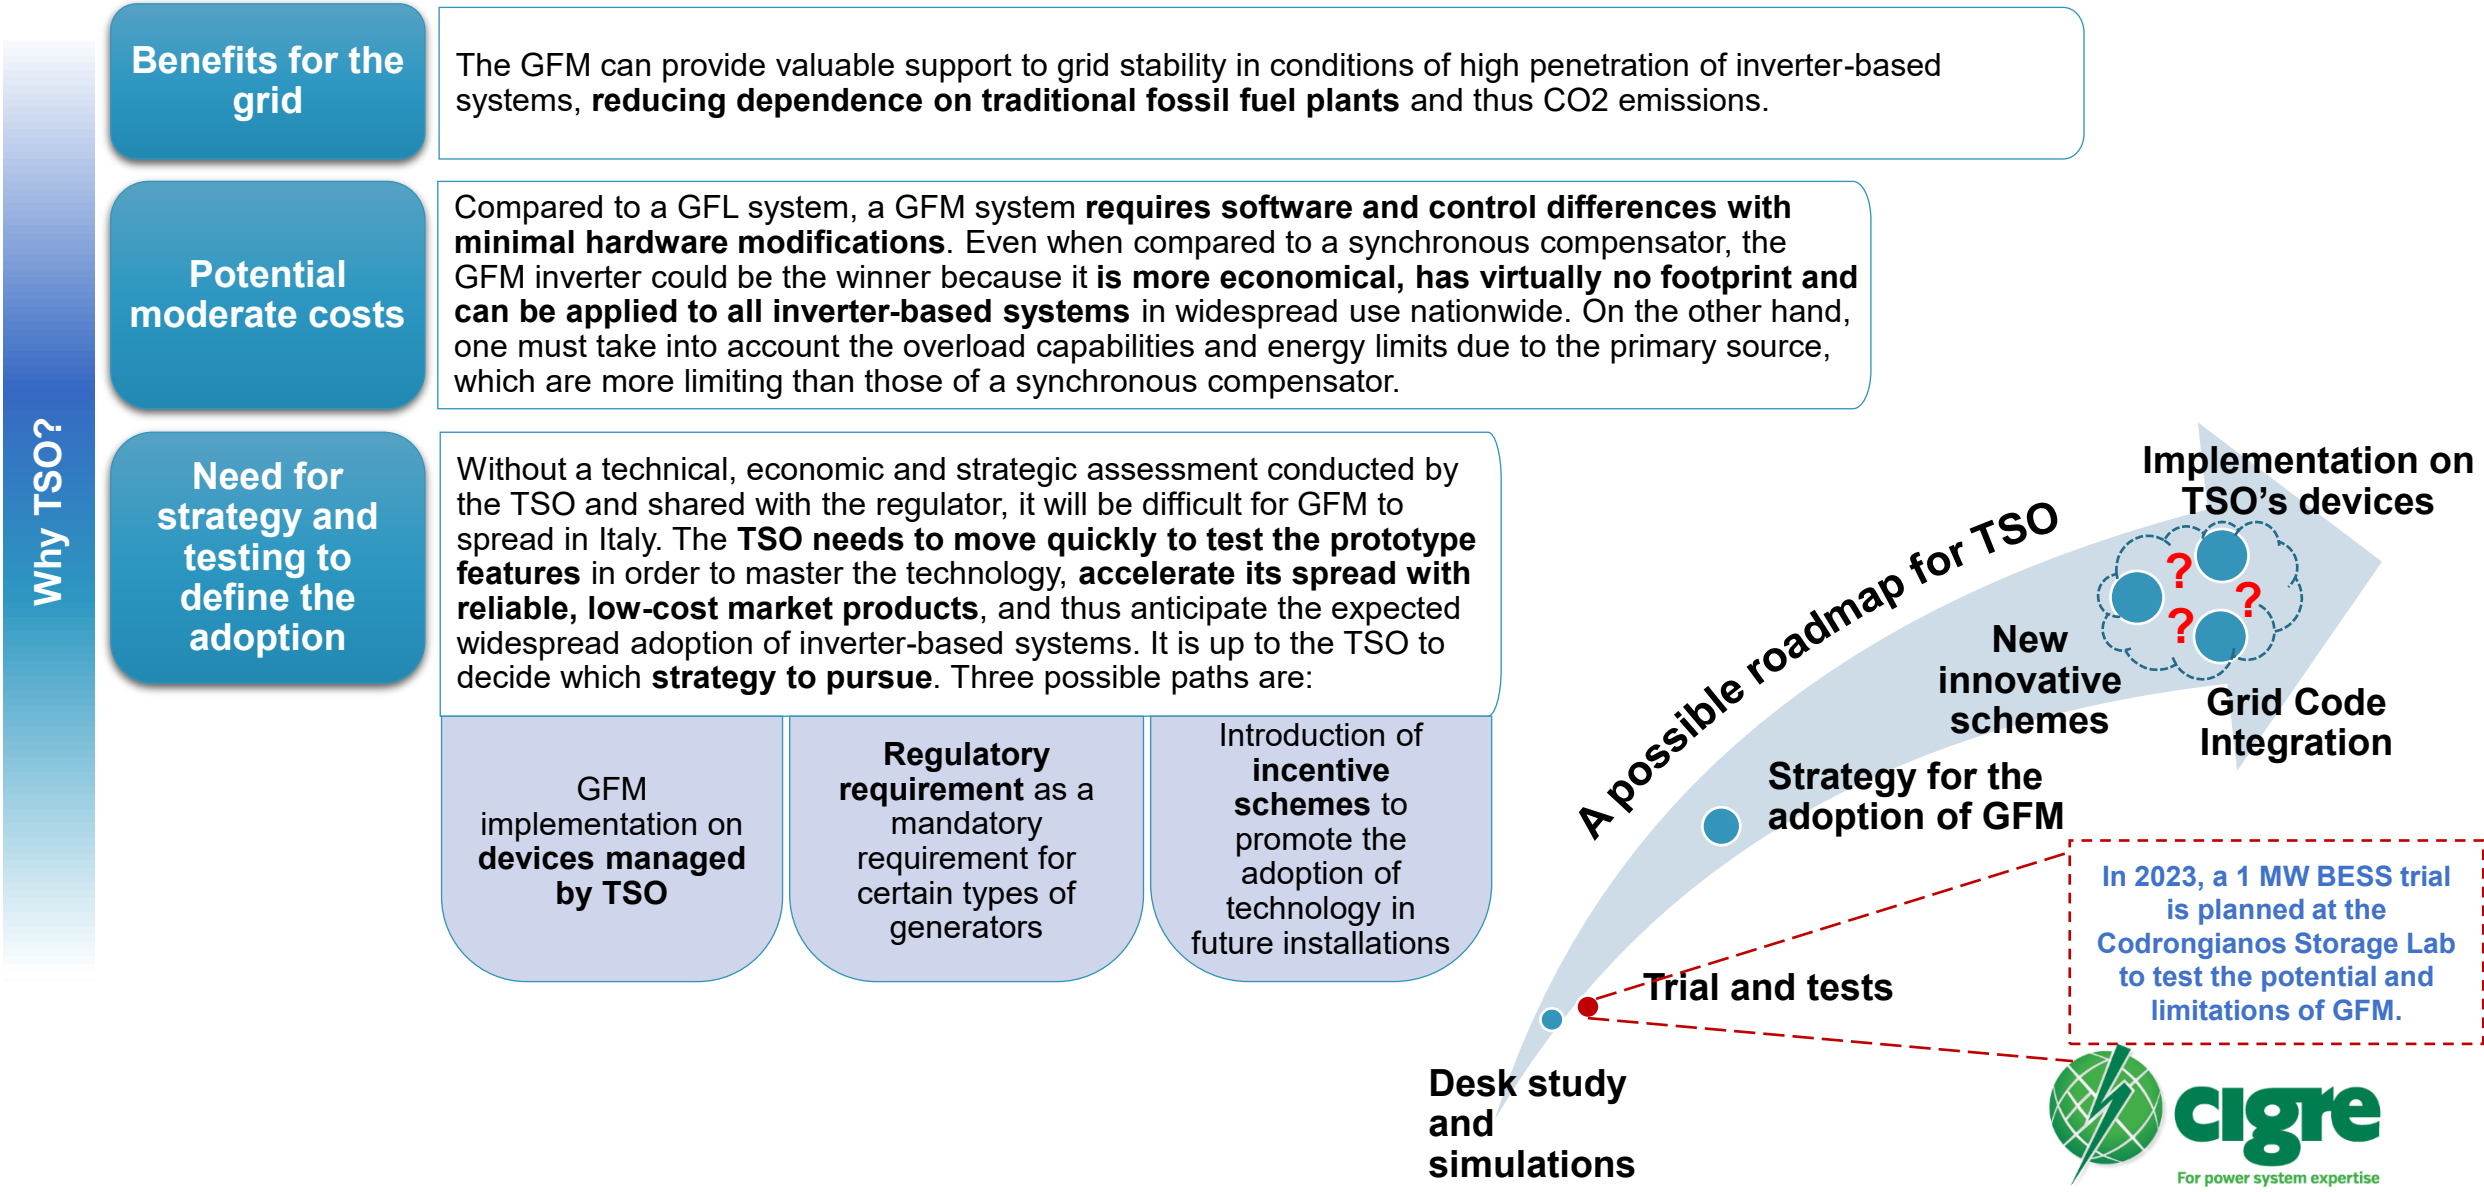 Why TSO?
Benefits for the
grid
The GFM can provide valuable support to grid stability in conditions of high penetration of inverter-based
systems, reducing dependence on traditional fossil fuel plants and thus CO2 emissions.
Potential
moderate costs
Compared to a GFL system, a GFM system requires software and control differences with
minimal hardware modifications. Even when compared to a synchronous compensator, the
GFM inverter could be the winner because it is more economical, has virtually no footprint and
can be applied to all inverter-based systems in widespread use nationwide. On the other hand,
one must take into account the overload capabilities and energy limits due to the primary source,
which are more limiting than those of a synchronous compensator.
Need for
strategy and
testing to
define the
adoption
Without a technical, economic and strategic assessment conducted by
the TSO and shared with the regulator, it will be difficult for GFM to
spread in Italy. The TSO needs to move quickly to test the prototype
features in order to master the technology, accelerate its spread with
reliable, low-cost market products, and thus anticipate the expected
widespread adoption of inverter-based systems. It is up to the TSO to
decide which strategy to pursue. Three possible paths are:
GFM
implementation on
devices managed
by TSO
Regulatory
requirement as a
mandatory
requirement for
certain types of
generators
Introduction of
incentive
schemes to
promote the
adoption of
technology in
future installations
A possible roadmap for TSO
Implementation on
TSO's devices
?
?
?
New
innovative
schemes
Grid Code
Integration
Strategy for the
adoption of GFM
Trial and tests
Desk study
and
simulations
In 2023, a 1 MW BESS trial
is planned at the
Codrongianos Storage Lab
to test the potential and
limitations of GFM.
cigre
For power system expertise